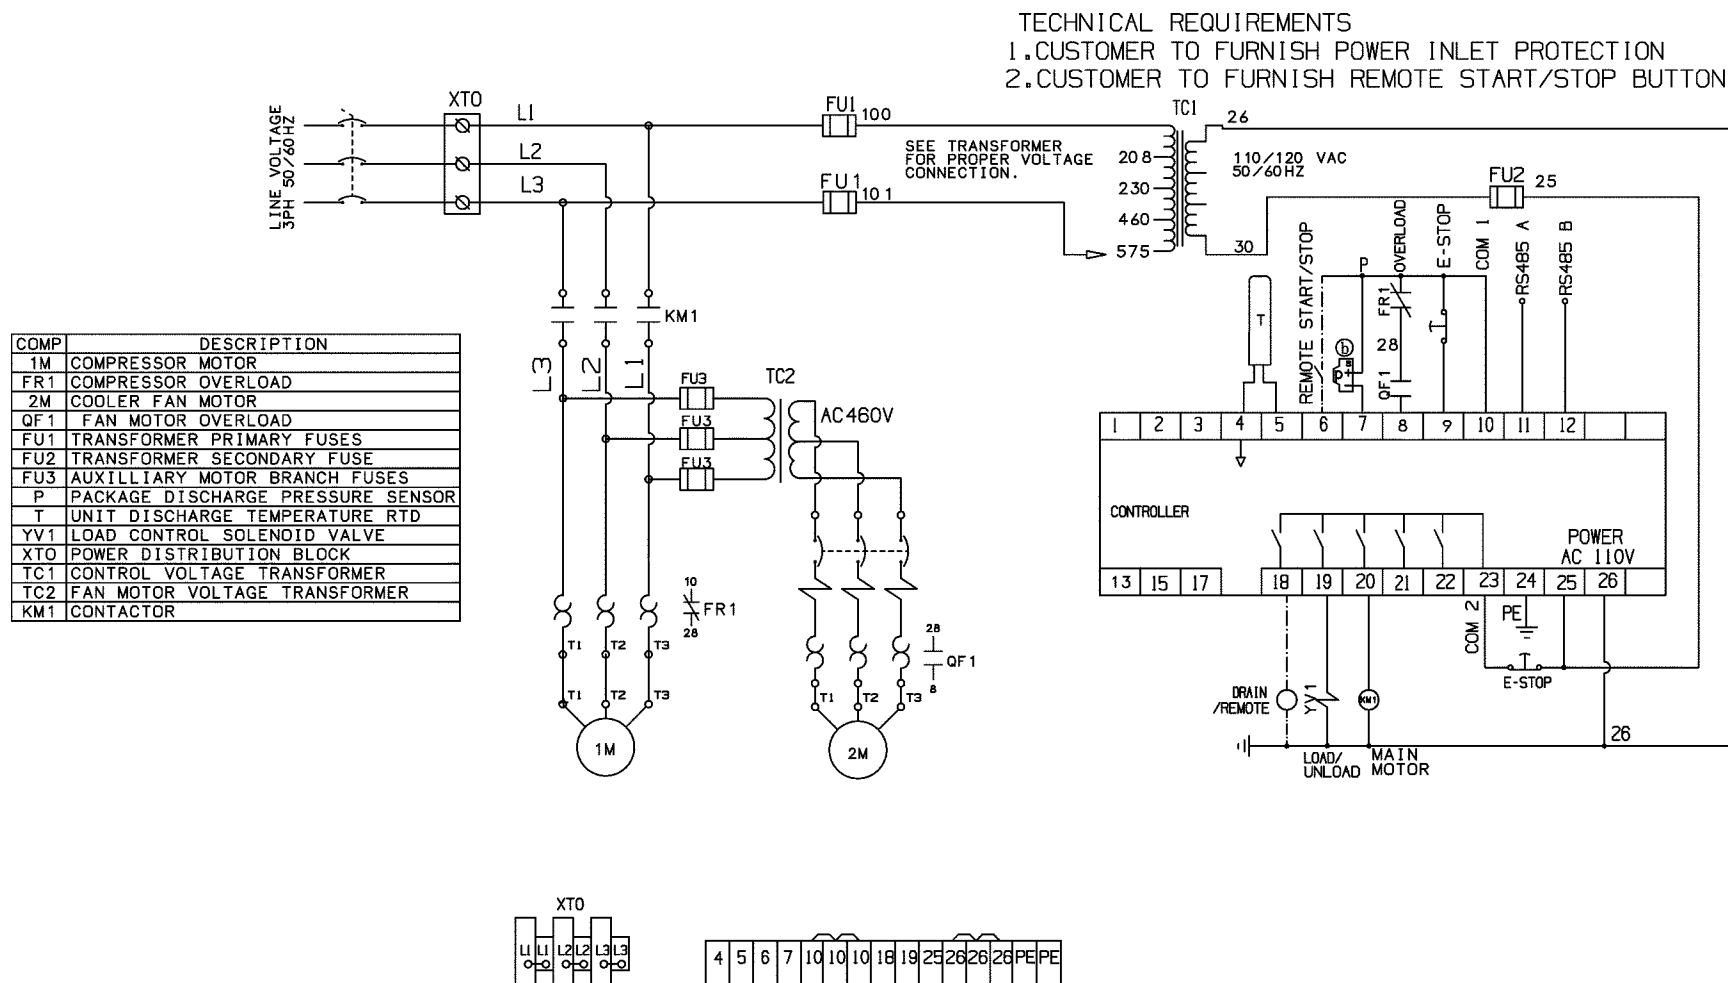 TECHNICAL REQUIREMENTS
1.CUSTOMER TO FURNISH POWER INLET PROTECTION
2.CUSTOMER TO FURNISH REMOTE START/STOP BUTTON
LINE VOLTAGE
3PH 50/60HZ
XTO
L1
L2
L3
FU1
100
FU1
101
SEE TRANSFORMER
FOR PROPER VOLTAGE
CONNECTION.
TC1
208
230
460
575
26
110/120 VAC
50/60HZ
30
FU2
25
KM1
L3
L2
L1
FU3
FU3
FU3
TC2
AC460V
COMP DESCRIPTION
1M COMPRESSOR MOTOR
FR1 COMPRESSOR OVERLOAD
2M COOLER FAN MOTOR
QF1 FAN MOTOR OVERLOAD
FU1 TRANSFORMER PRIMARY FUSES
FU2 TRANSFORMER SECONDARY FUSE
FU3 AUXILLIARY MOTOR BRANCH FUSES
P PACKAGE DISCHARGE PRESSURE SENSOR
T UNIT DISCHARGE TEMPERATURE RTD
YV1 LOAD CONTROL SOLENOID VALVE
XTO POWER DISTRIBUTION BLOCK
TC1 CONTROL VOLTAGE TRANSFORMER
TC2 FAN MOTOR VOLTAGE TRANSFORMER
KM1 CONTACTOR
10
FR1
28
T1 T2 T3
T1 T2 T3
1M
28
QF1
8
T1 T2 T3
2M
T
REMOTE START/STOP
P
b
OVERLOAD
FR1
28
QF1
E-STOP
COM 1
RS485 A
RS485 B
1 2 3 4 5 6 7 8 9 10 11 12
CONTROLLER
POWER
AC 110V
13 15 17 18 19 20 21 22 23 24 25 26
COM 2
PE
E-STOP
DRAIN
/REMOTE
YV1
KM1
LOAD/
UNLOAD
MAIN
MOTOR
26
XTO
L1 L1 L2 L2 L3 L3
4 5 6 7 10 10 10 18 19 25 26 26 26 PE PE